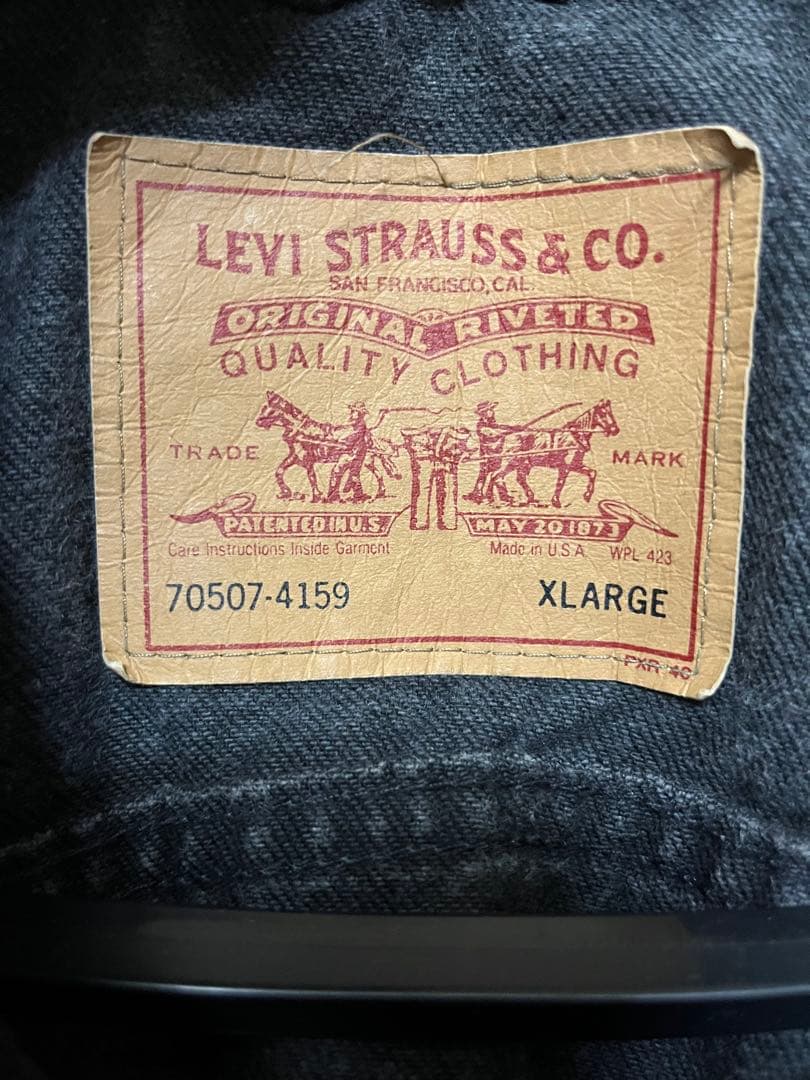 LEVI STRAUSS & CO.
SAN FRANCISCO, CAL.
ORIGINAL RIVETED
QUALITY CLOTHING
TRADE MARK
PATENTED IN U.S. MAY 20 1873
Care Instructions Inside Garment Made in U.S.A WPL 423
70507-4159 XLARGE